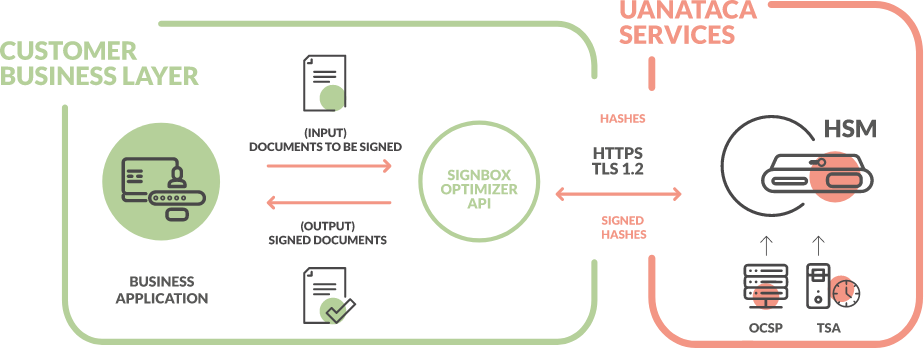 CUSTOMER
BUSINESS LAYER
UANATACA
SERVICES
(INPUT)
DOCUMENTS TO BE SIGNED
(OUTPUT)
SIGNED DOCUMENTS
BUSINESS
APPLICATION
SIGNBOX
OPTIMIZER
API
HASHES
HTTPS
TLS 1.2
SIGNED
HASHES
HSM
OCSP
TSA